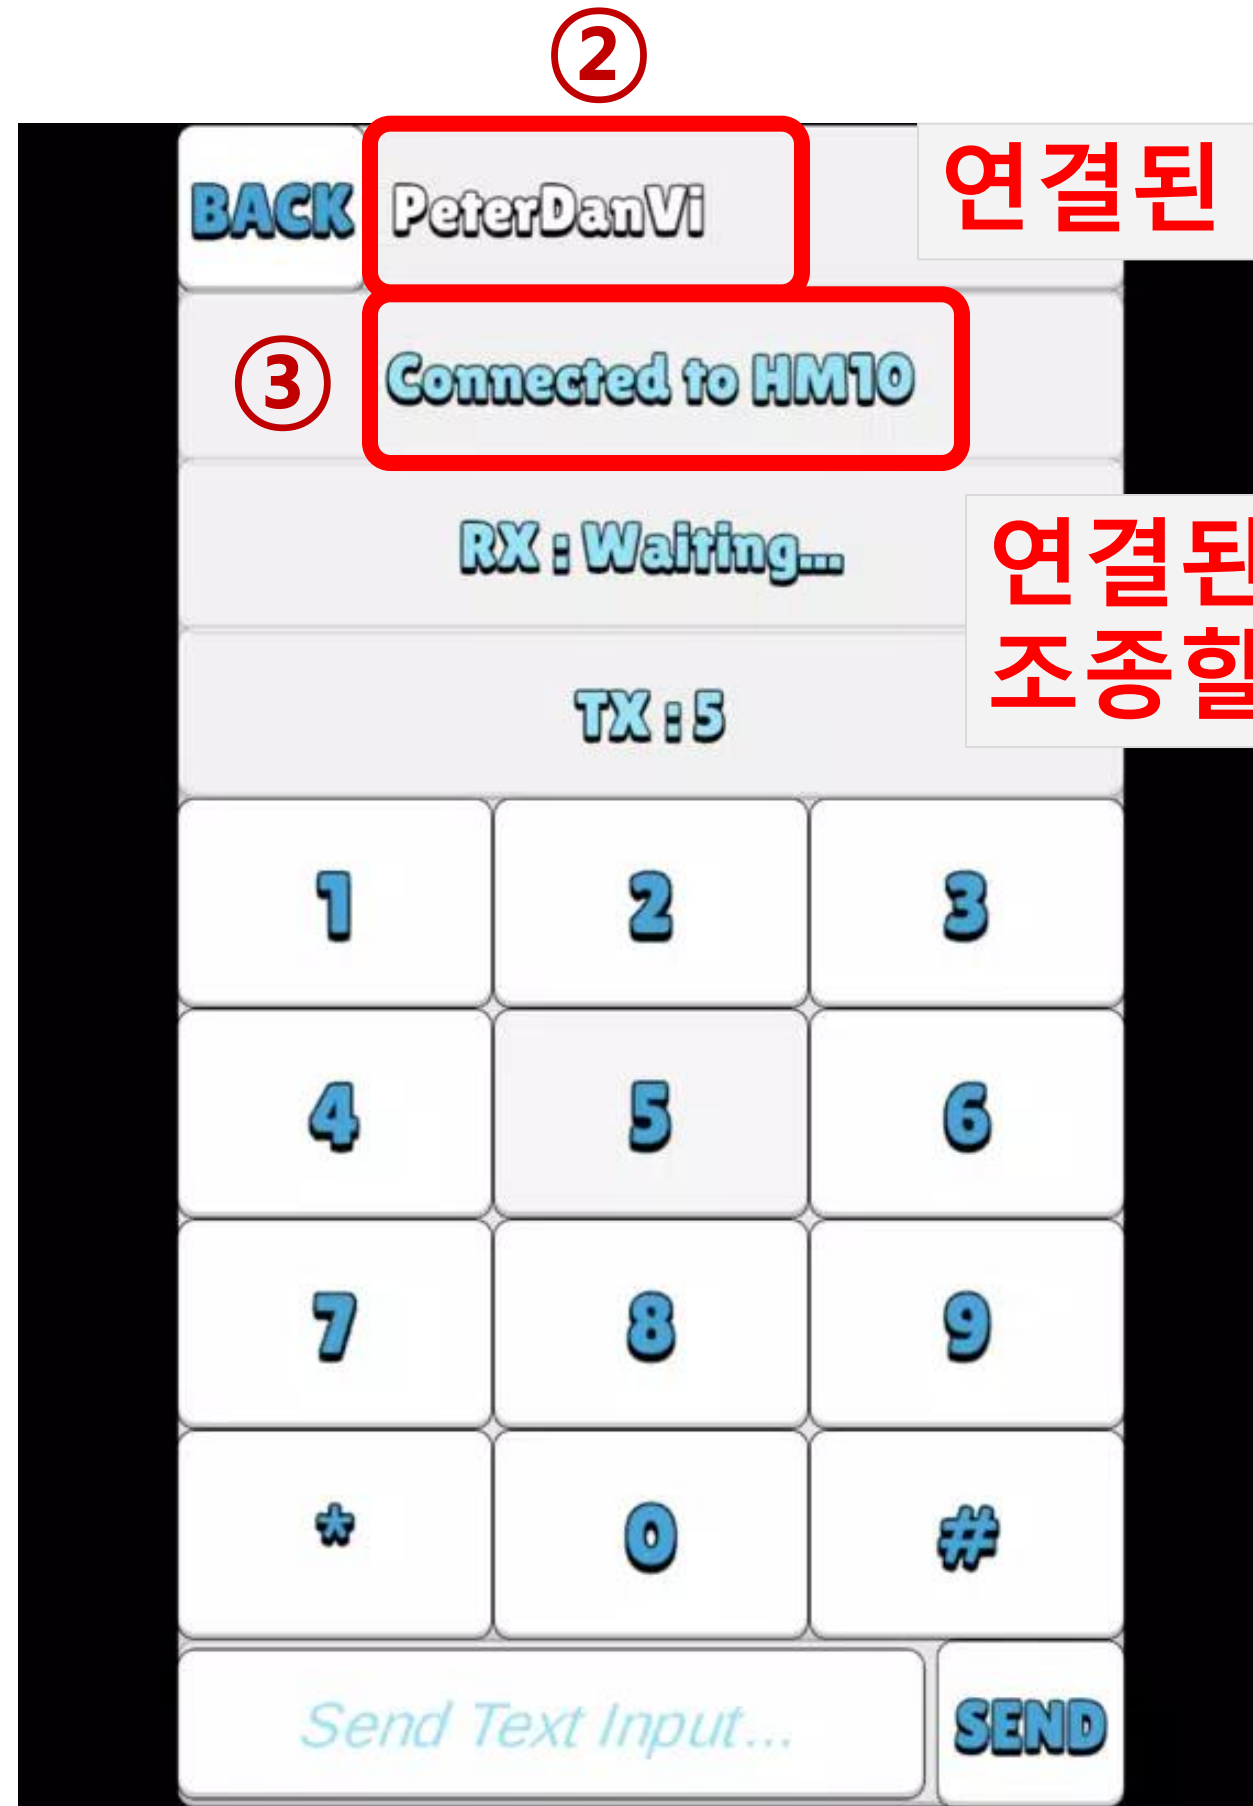 ②
BACK PeterDanVi
연결된
③ Connected to HM10
RX : Waiting...
연결된
조종할
TX : 5
1 2 3
4 5 6
7 8 9
* 0 #
Send Text Input... SEND